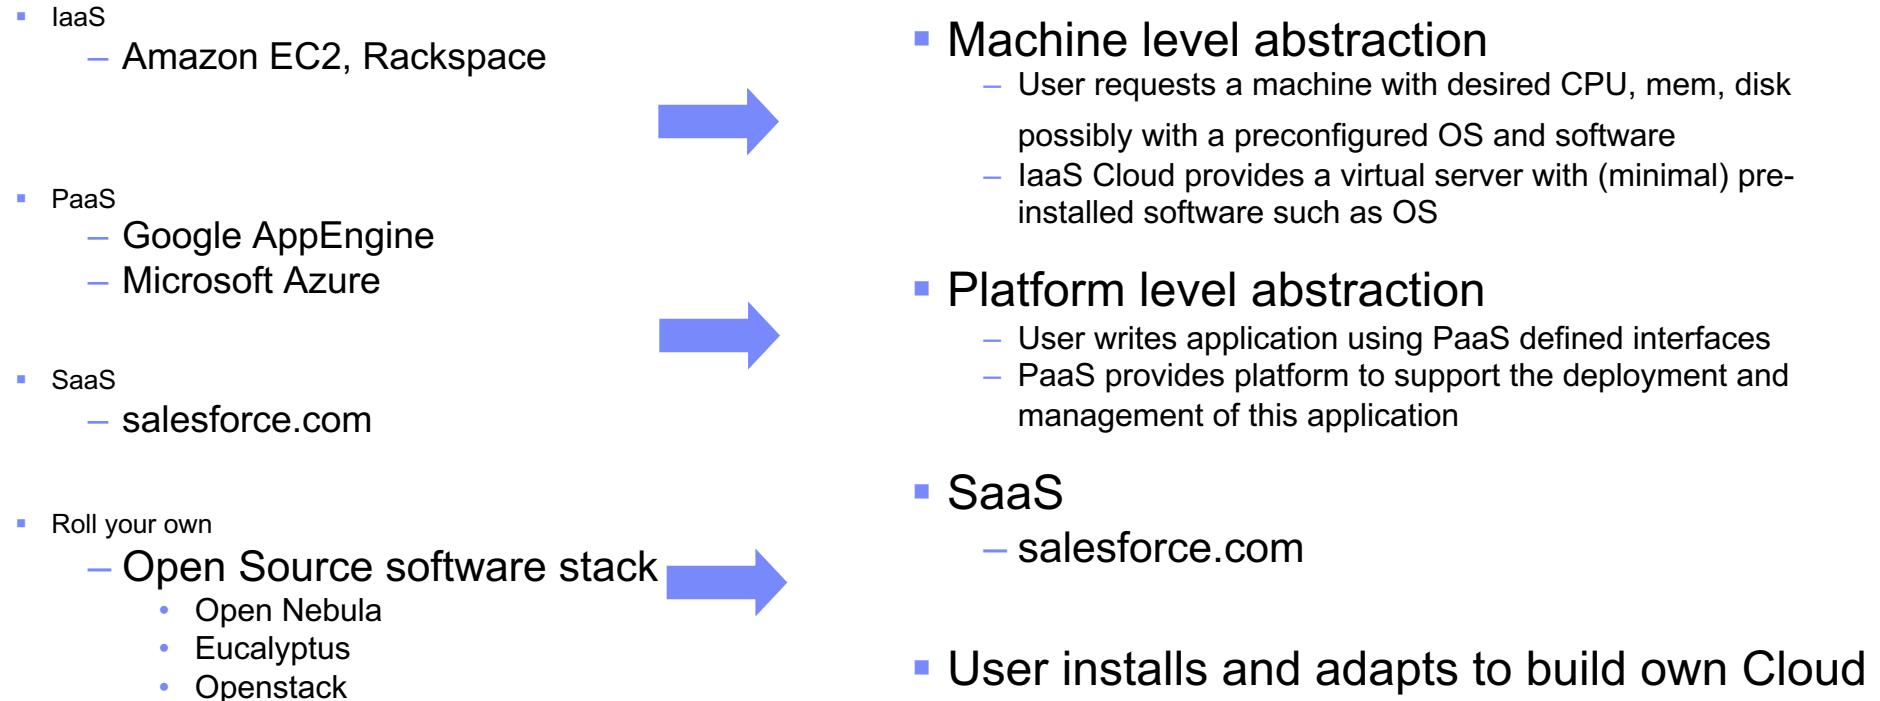 IaaS
– Amazon EC2, Rackspace
PaaS
– Google AppEngine
– Microsoft Azure
SaaS
– salesforce.com
Roll your own
– Open Source software stack
• Open Nebula
• Eucalyptus
• Openstack
Machine level abstraction
– User requests a machine with desired CPU, mem, disk
possibly with a preconfigured OS and software
– IaaS Cloud provides a virtual server with (minimal) pre-
installed software such as OS
Platform level abstraction
– User writes application using PaaS defined interfaces
– PaaS provides platform to support the deployment and
management of this application
SaaS
– salesforce.com
User installs and adapts to build own Cloud